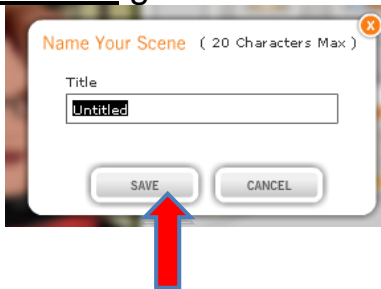 Name Your Scene ( 20 Characters Max )
X
Title
Untitled
SAVE
CANCEL